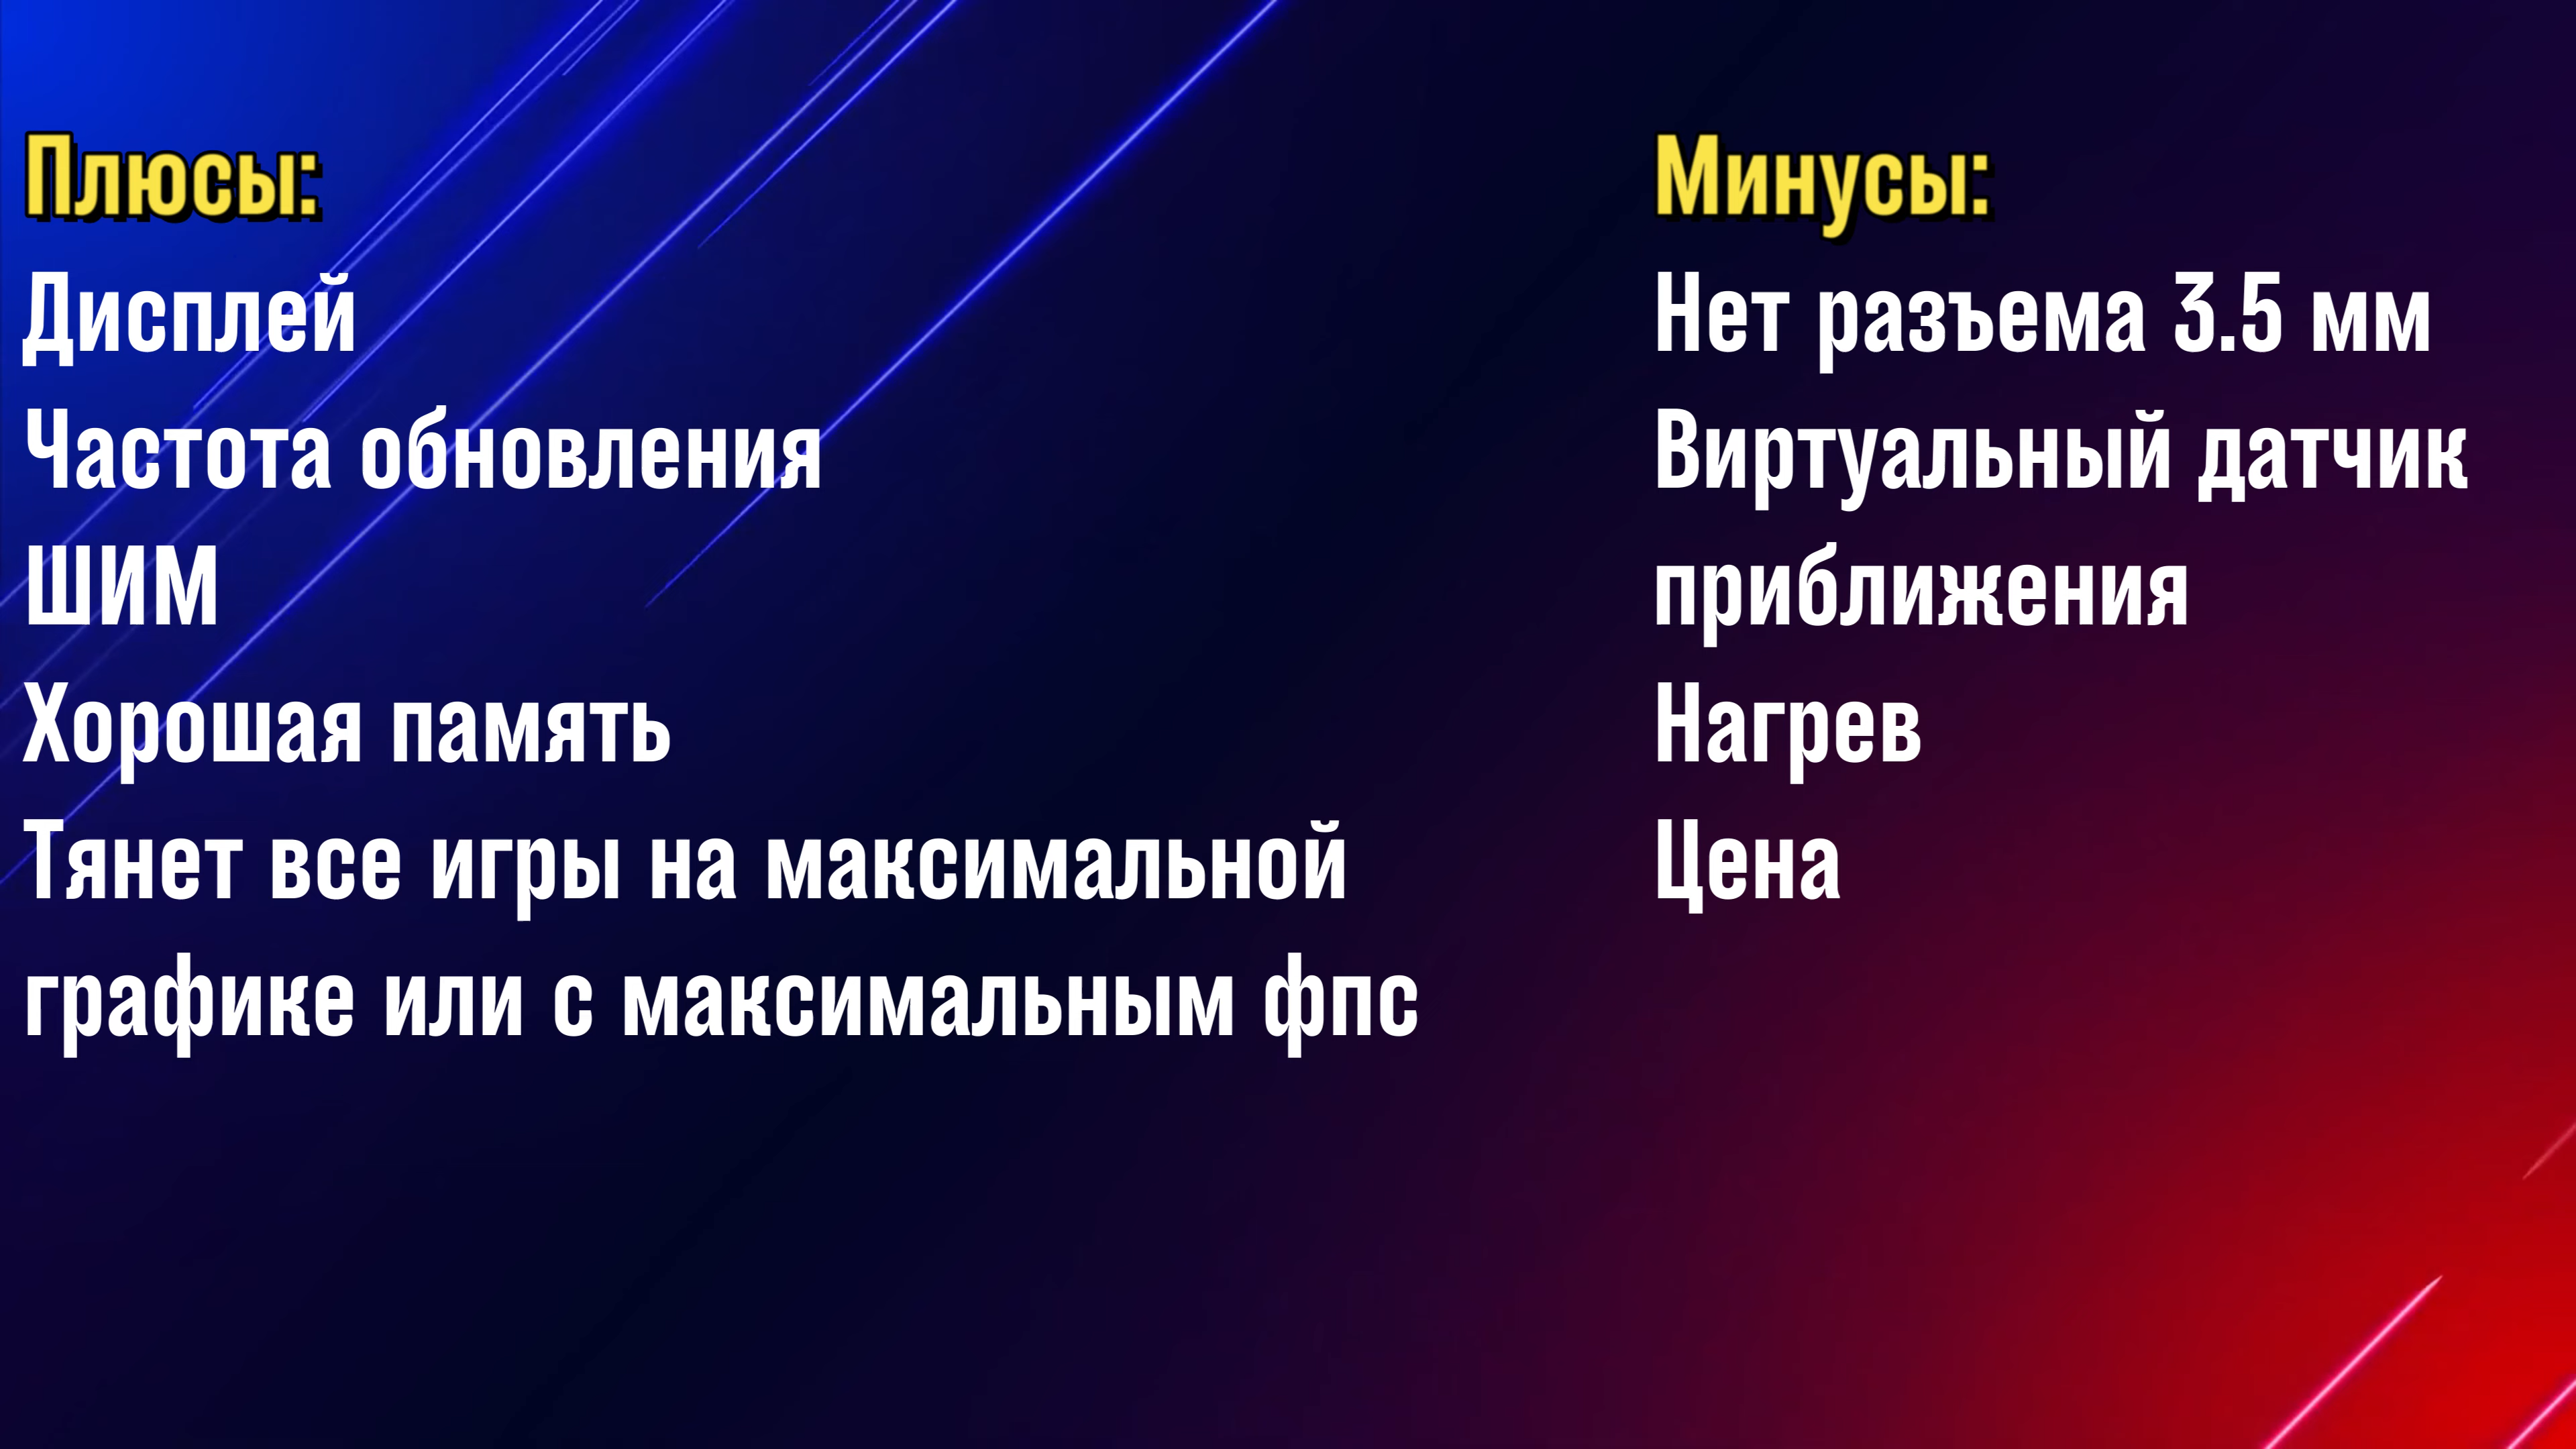 Плюсы:
Дисплей
Частота обновления
ШИМ
Хорошая память
Тянет все игры на максимальной
графике или с максимальным фпс
Минусы:
Нет разъема 3.5 мм
Виртуальный датчик
приближения
Нагрев
Цена